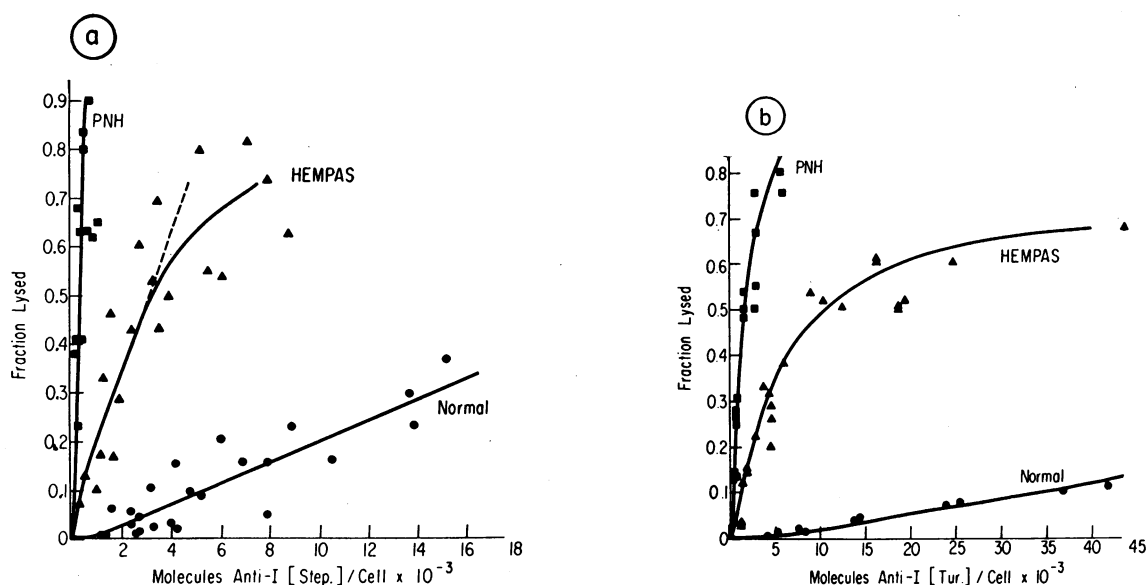 a
0.9
0.8
0.7
0.6
0.5
0.4
0.3
0.2
0.1
0
2 4 6 8 10 12 14 16 18
Fraction Lysed
PNH
HEMPAS
Normal
Molecules Anti-I [Step.]/Cell x 10⁻³
b
0.8
0.7
0.6
0.5
0.4
0.3
0.2
0.1
0
5 10 15 20 25 30 35 40 45
Fraction Lysed
PNH
HEMPAS
Normal
Molecules Anti-I [Tur.]/Cell x 10⁻³